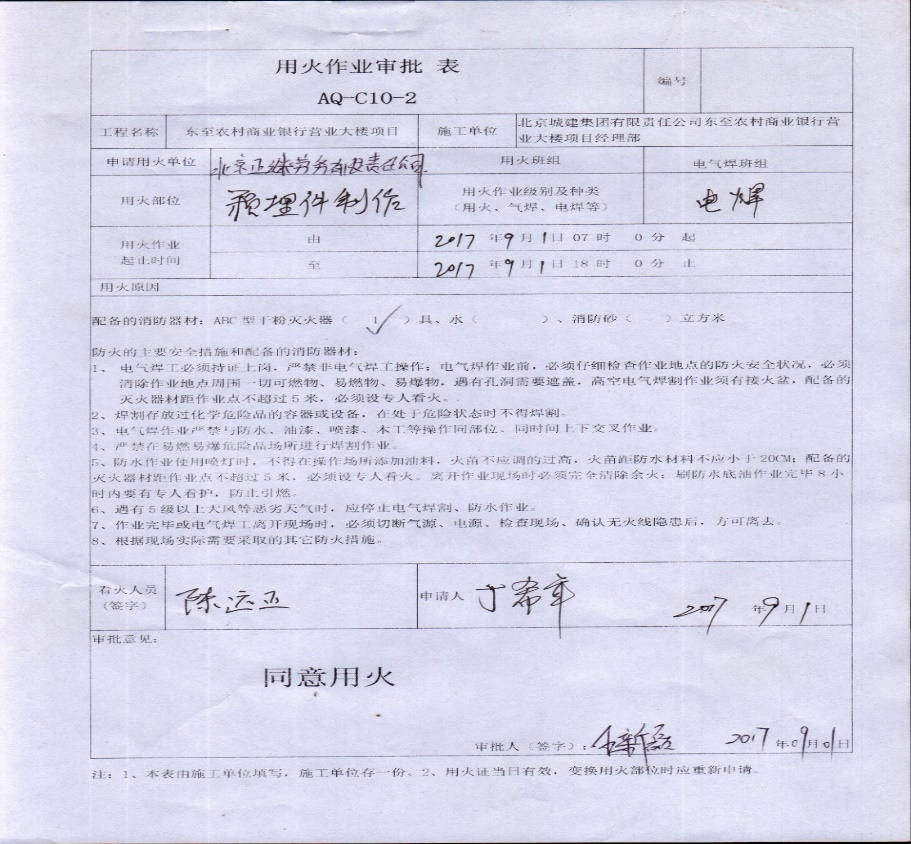 用火作业审批 表
编号
AQ-C10-2
工程名称 东至农村商业银行营业大楼项目 施工单位 北京城建集团有限责任公司东至农村商业银行营
业大楼项目经理部
申请用火单位 北京正 劳务有限责任公司 用火班组 电气焊班组
用火部位 预埋件制作 用火作业级别及种类
(用火、气焊、电焊等) 电焊
用火作业
起止时间
由 2017 年 9 月 1 日 07 时 0 分 起
至 2017 年 9 月 1 日 18 时 0 分 止
用火原因
配备的消防器材:ABC 型干粉灭火器( 1 ✓ )具、水( )、消防砂( )立方米
防火的主要安全措施和配备的消防器材:
1、 电气焊工必须持证上岗,严禁非电气焊工操作;电气焊作业前,必须仔细检查作业地点的防火安全状况,必须
清除作业地点周围一切可燃物、易燃物、易爆物,遇有孔洞需要遮盖,高空电气焊割作业须有接火盆,配备的
灭火器材距作业点不超过 5 米,必须设专人看火。
2、焊割存放过化学危险品的容器或设备,在处于危险状态时不得焊割。
3、电气焊作业严禁与防水、油漆、喷漆、木工等操作同部位、同时间上下交叉作业。
4、严禁在易燃易爆危险品场所进行焊割作业。
5、防水作业使用喷灯时,不得在操作场所添加油料,火苗不应调的过高,火苗距防水材料不应小于20CM;配备的
灭火器材距作业点不超过 5 米,必须设专人看火。离开作业现场时必须完全清除余火;刷防水底油作业完毕 8 小
时内要有专人看护,防止引燃。
6、遇有 5 级以上大风等恶劣天气时,应停止电气焊割、防水作业。
7、作业完毕或电气焊工离开现场时,必须切断气源、电源、检查现场、确认无火线隐患后,方可离去。
8、根据现场实际需要采取的其它防火措施。
看火人员
(签字) 陈运正 申请人 于希军 2017 年 9 月 1 日
审批意见:
同意用火
审批人(签字): 2017 年 09 月 01 日
注:1、本表由施工单位填写,施工单位存一份。2、用火证当日有效,变换用火部位时应重新申请。